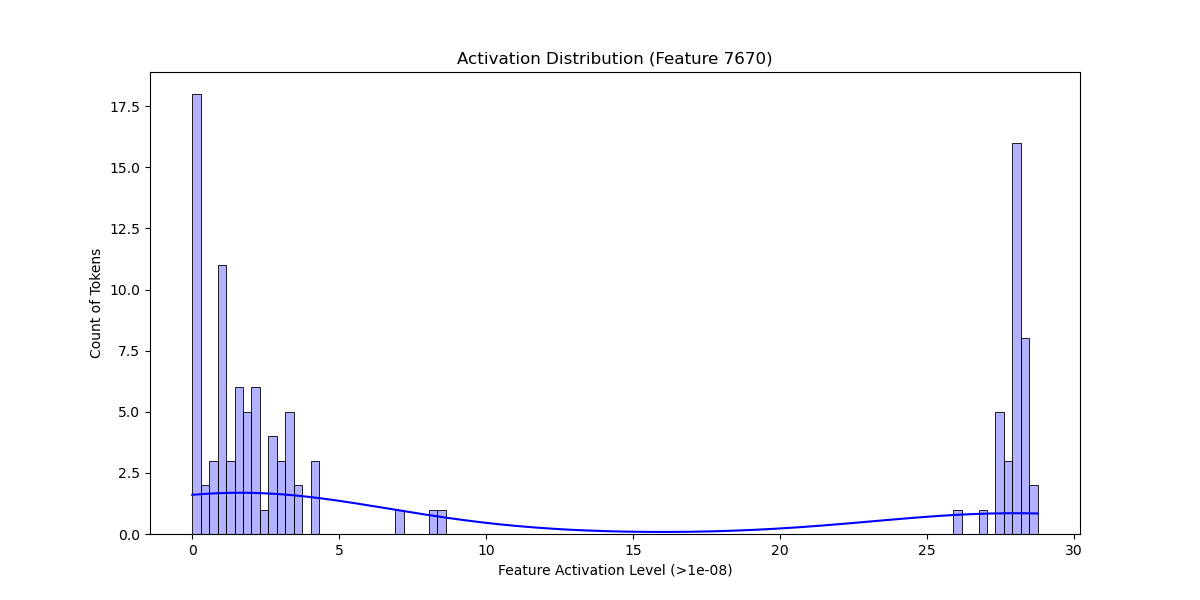 Activation Distribution (Feature 7670)
17.5
15.0
12.5
10.0
7.5
5.0
2.5
0.0
Count of Tokens
0 5 10 15 20 25 30
Feature Activation Level (>1e-08)